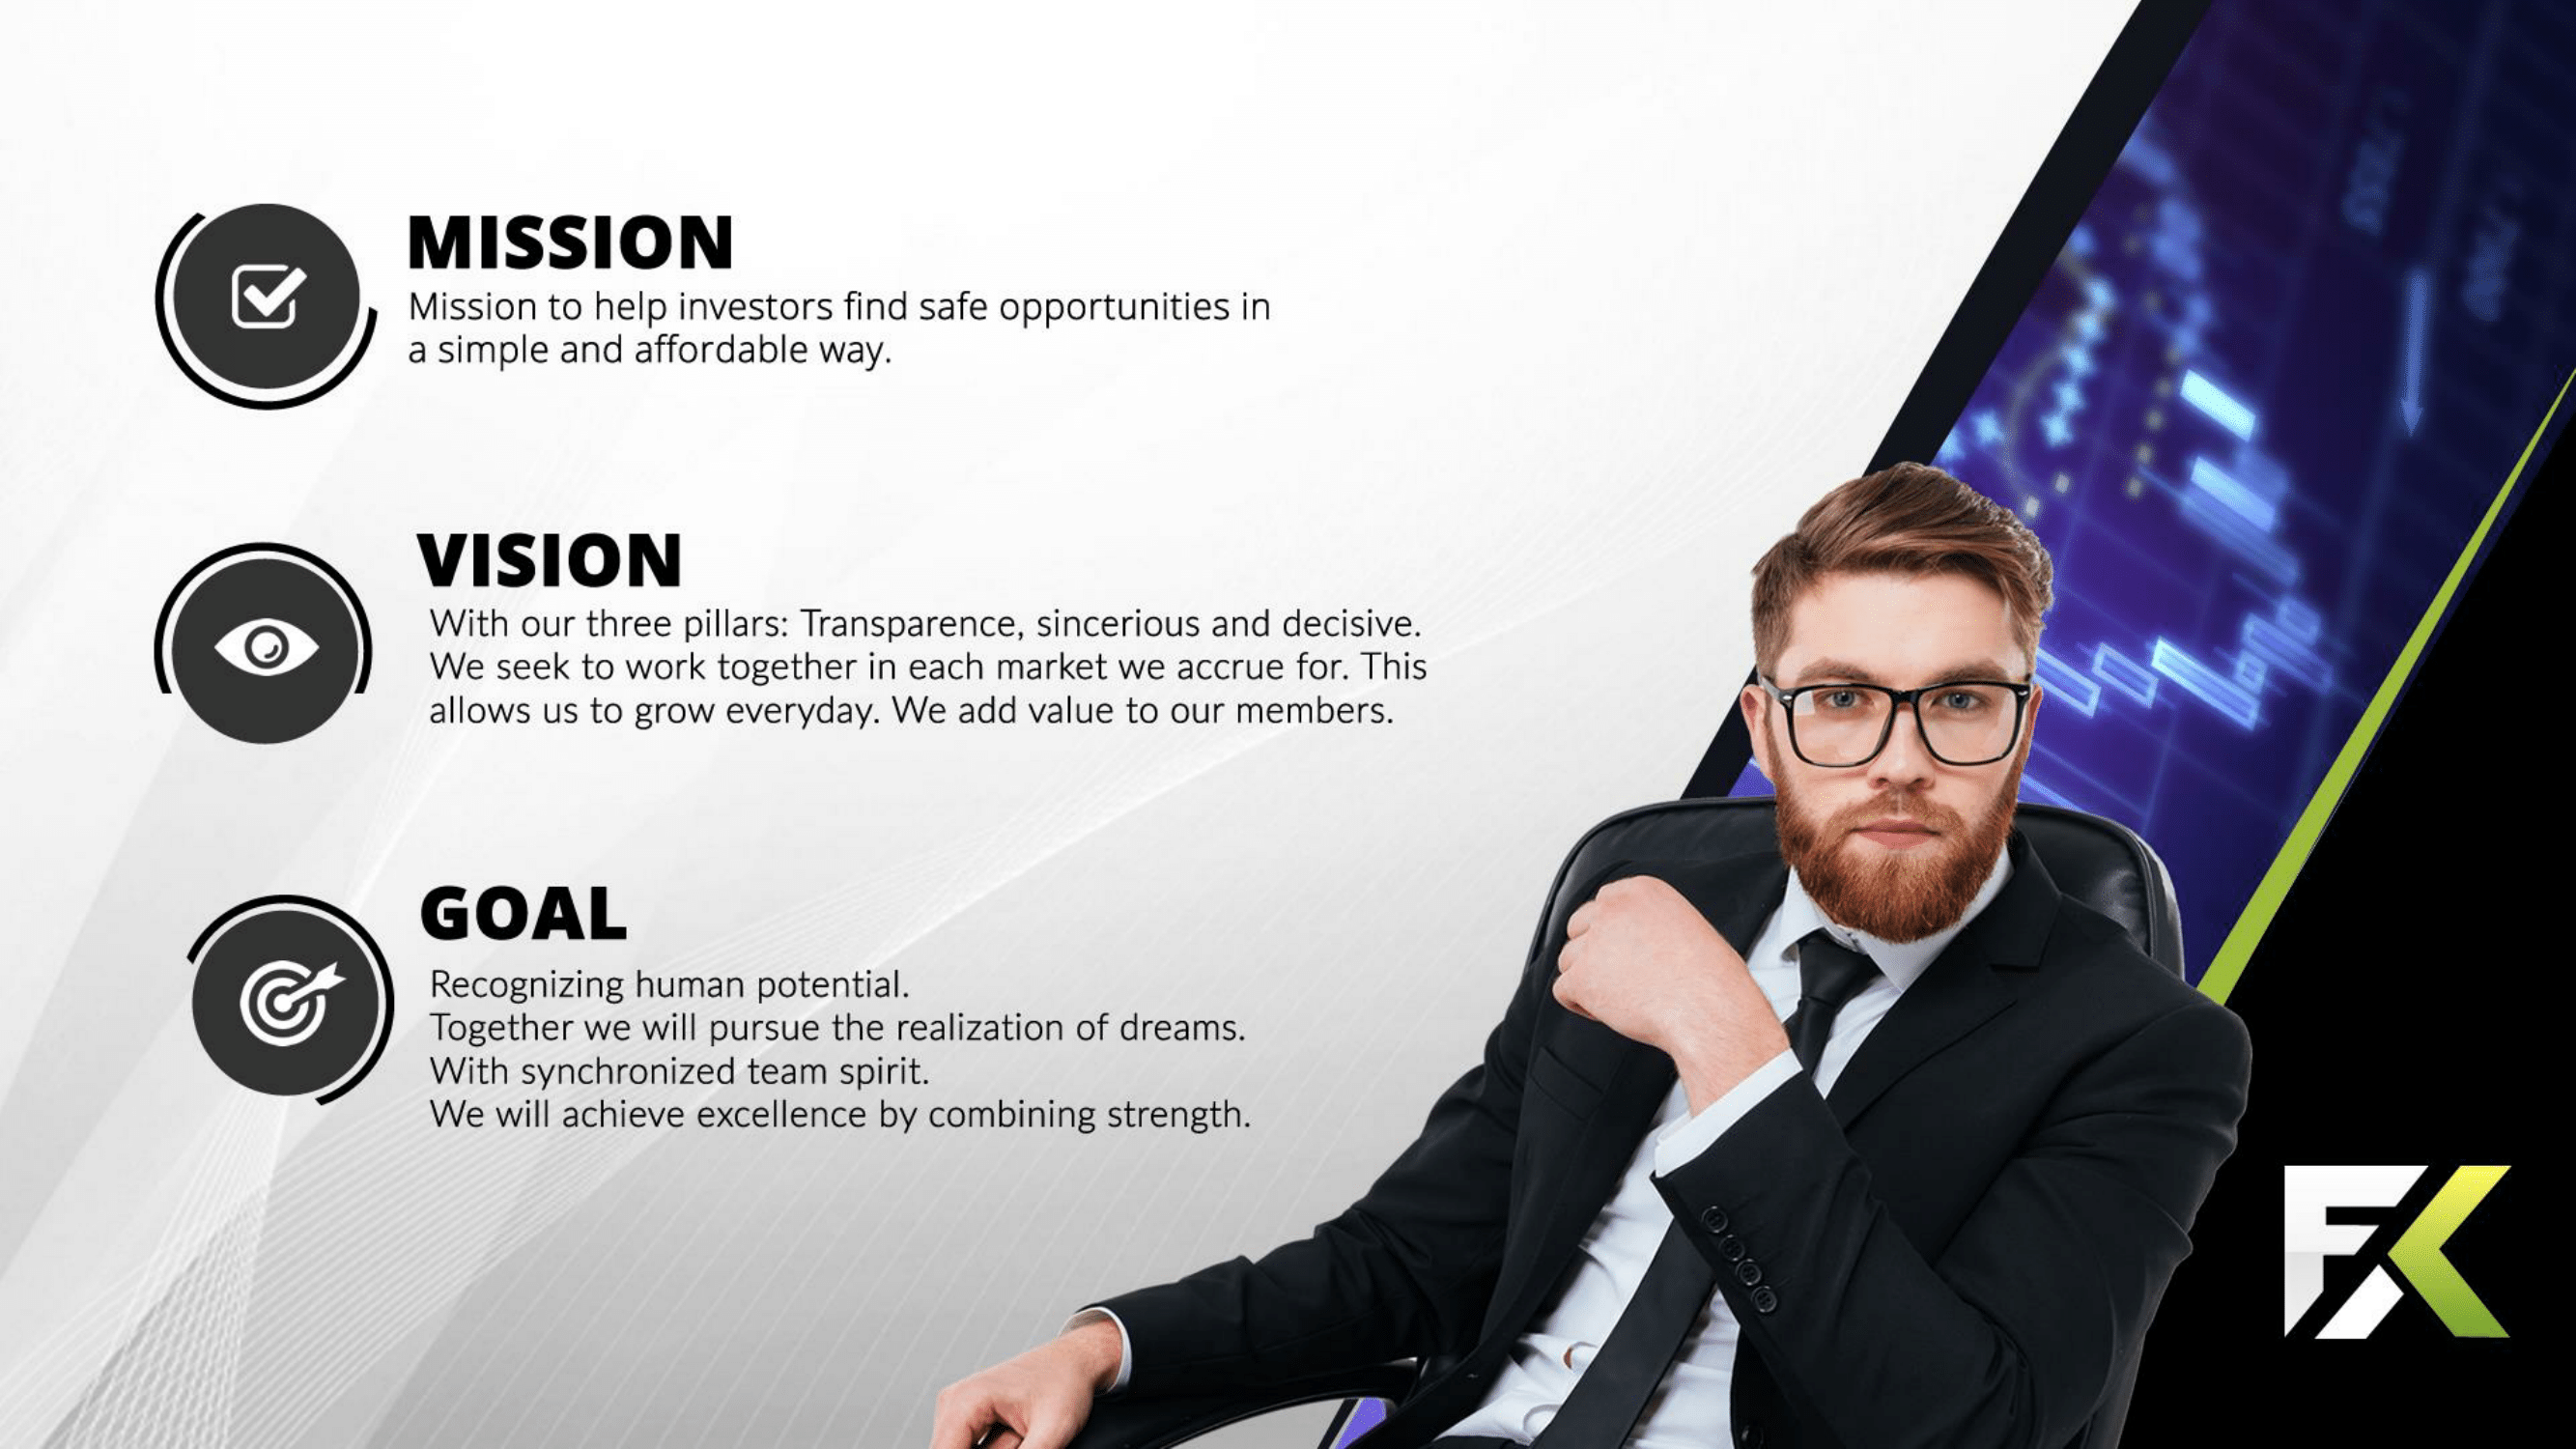 MISSION
Mission to help investors find safe opportunities in
a simple and affordable way.
VISION
With our three pillars: Transparence, sincerious and decisive.
We seek to work together in each market we accrue for. This
allows us to grow everyday. We add value to our members.
GOAL
Recognizing human potential.
Together we will pursue the realization of dreams.
With synchronized team spirit.
We will achieve excellence by combining strength.
FX